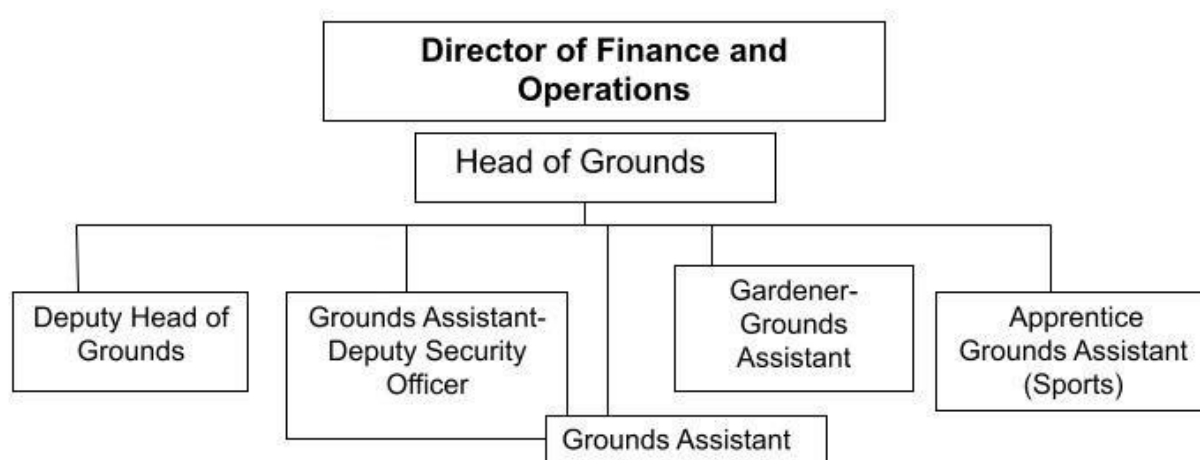 Director of Finance and
Operations
Head of Grounds
Deputy Head of
Grounds
Grounds Assistant-
Deputy Security
Officer
Grounds Assistant
Gardener-
Grounds
Assistant
Apprentice
Grounds Assistant
(Sports)